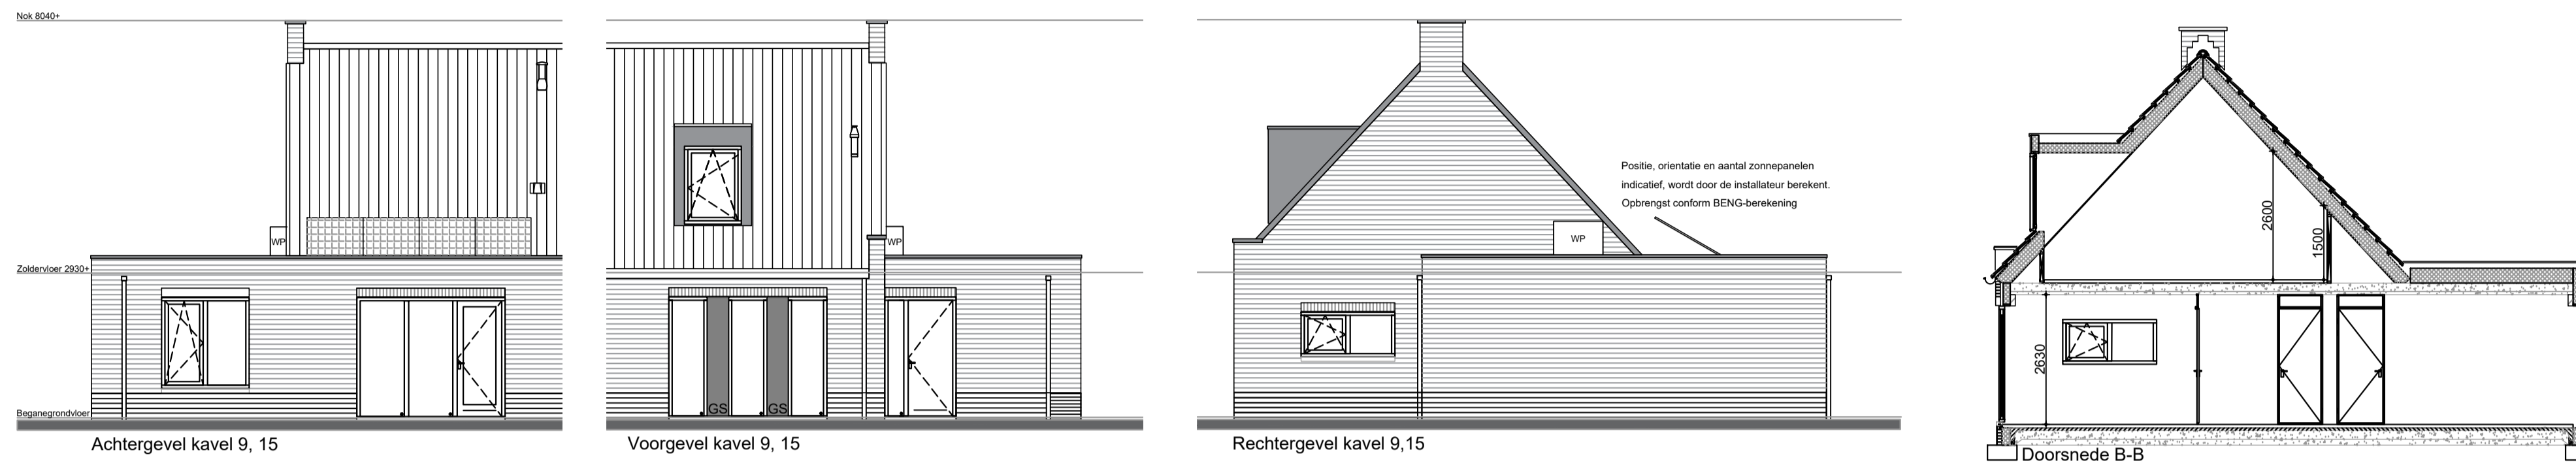 Nok 8040+
WP
Zoldervloer 2930+
Beganegrondvloer
Achtergevel kavel 9, 15
WP
GS GS
Voorgevel kavel 9, 15
Positie, orientatie en aantal zonnepanelen
indicatief, wordt door de installateur berekent.
Opbrengst conform BENG-berekening
WP
Rechtergevel kavel 9,15
2600
1500
2630
Doorsnede B-B